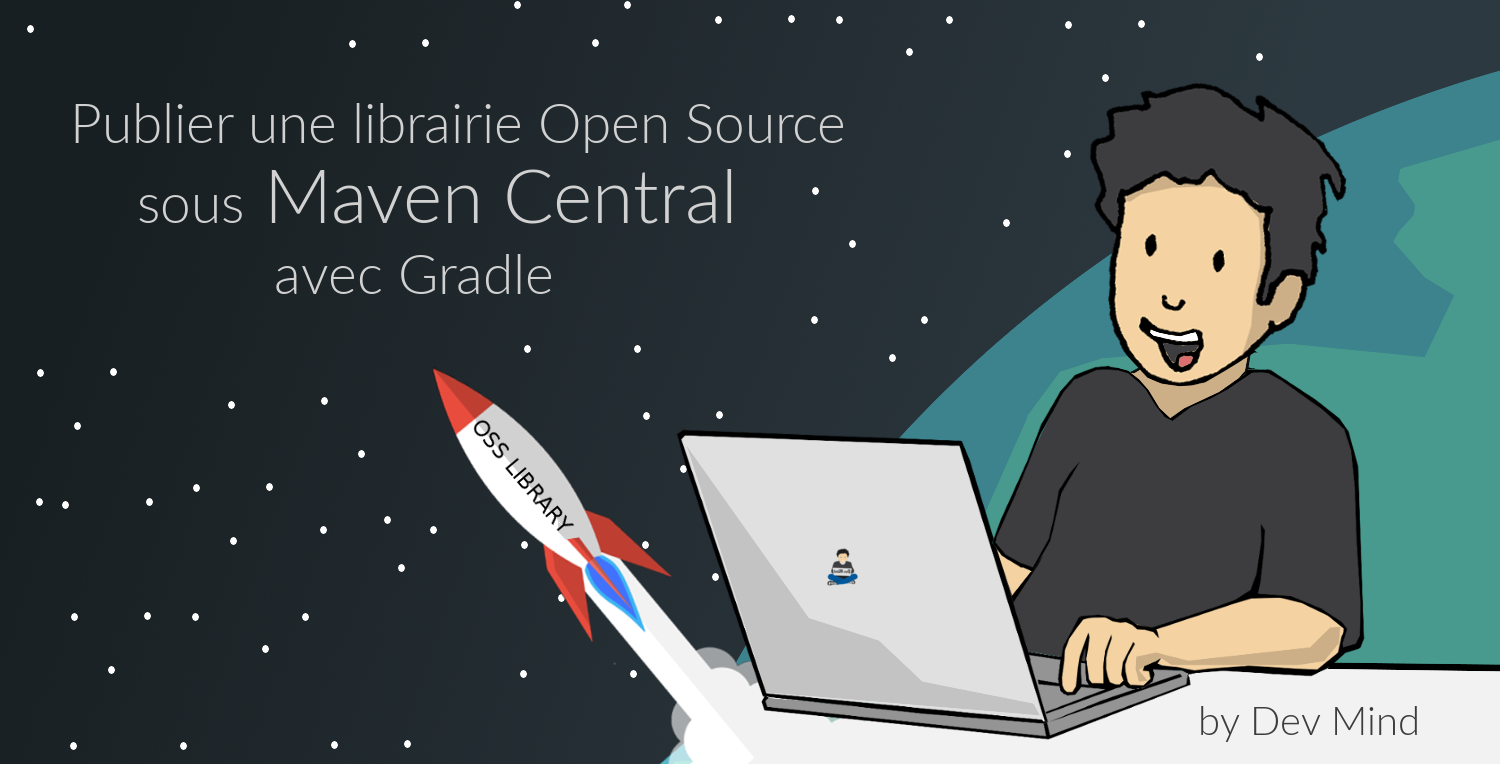 Publier une librairie Open Source
sous Maven Central
avec Gradle
OSS LIBRARY
by Dev Mind